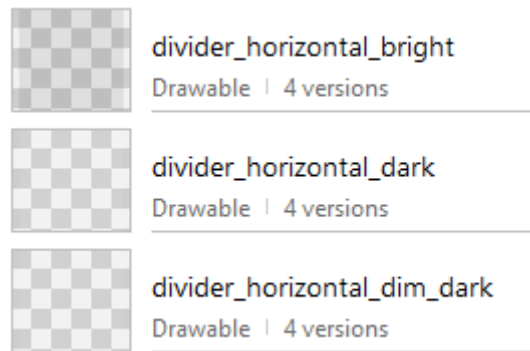 divider_horizontal_bright
Drawable | 4 versions
divider_horizontal_dark
Drawable | 4 versions
divider_horizontal_dim_dark
Drawable | 4 versions